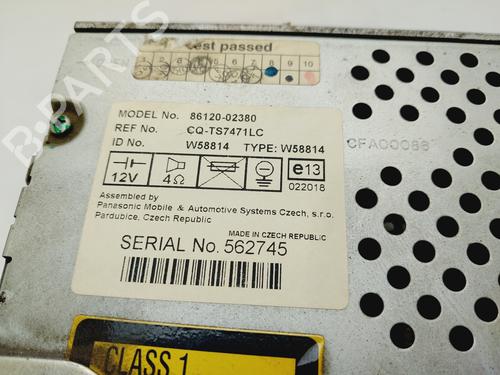 test passed
1 2 3 4 5 6 7 8 9 10
MODEL No. 86120-02380
REF No. CQ-TS7471LC
ID No. W58814 TYPE: W58814
12V 4Ω e13
022018
Assembled by
Panasonic Mobile & Automotive Systems Czech, s.r.o.
Pardubice, Czech Republic
MADE IN CZECH REPUBLIC
SERIAL No. 562745
CLASS 1